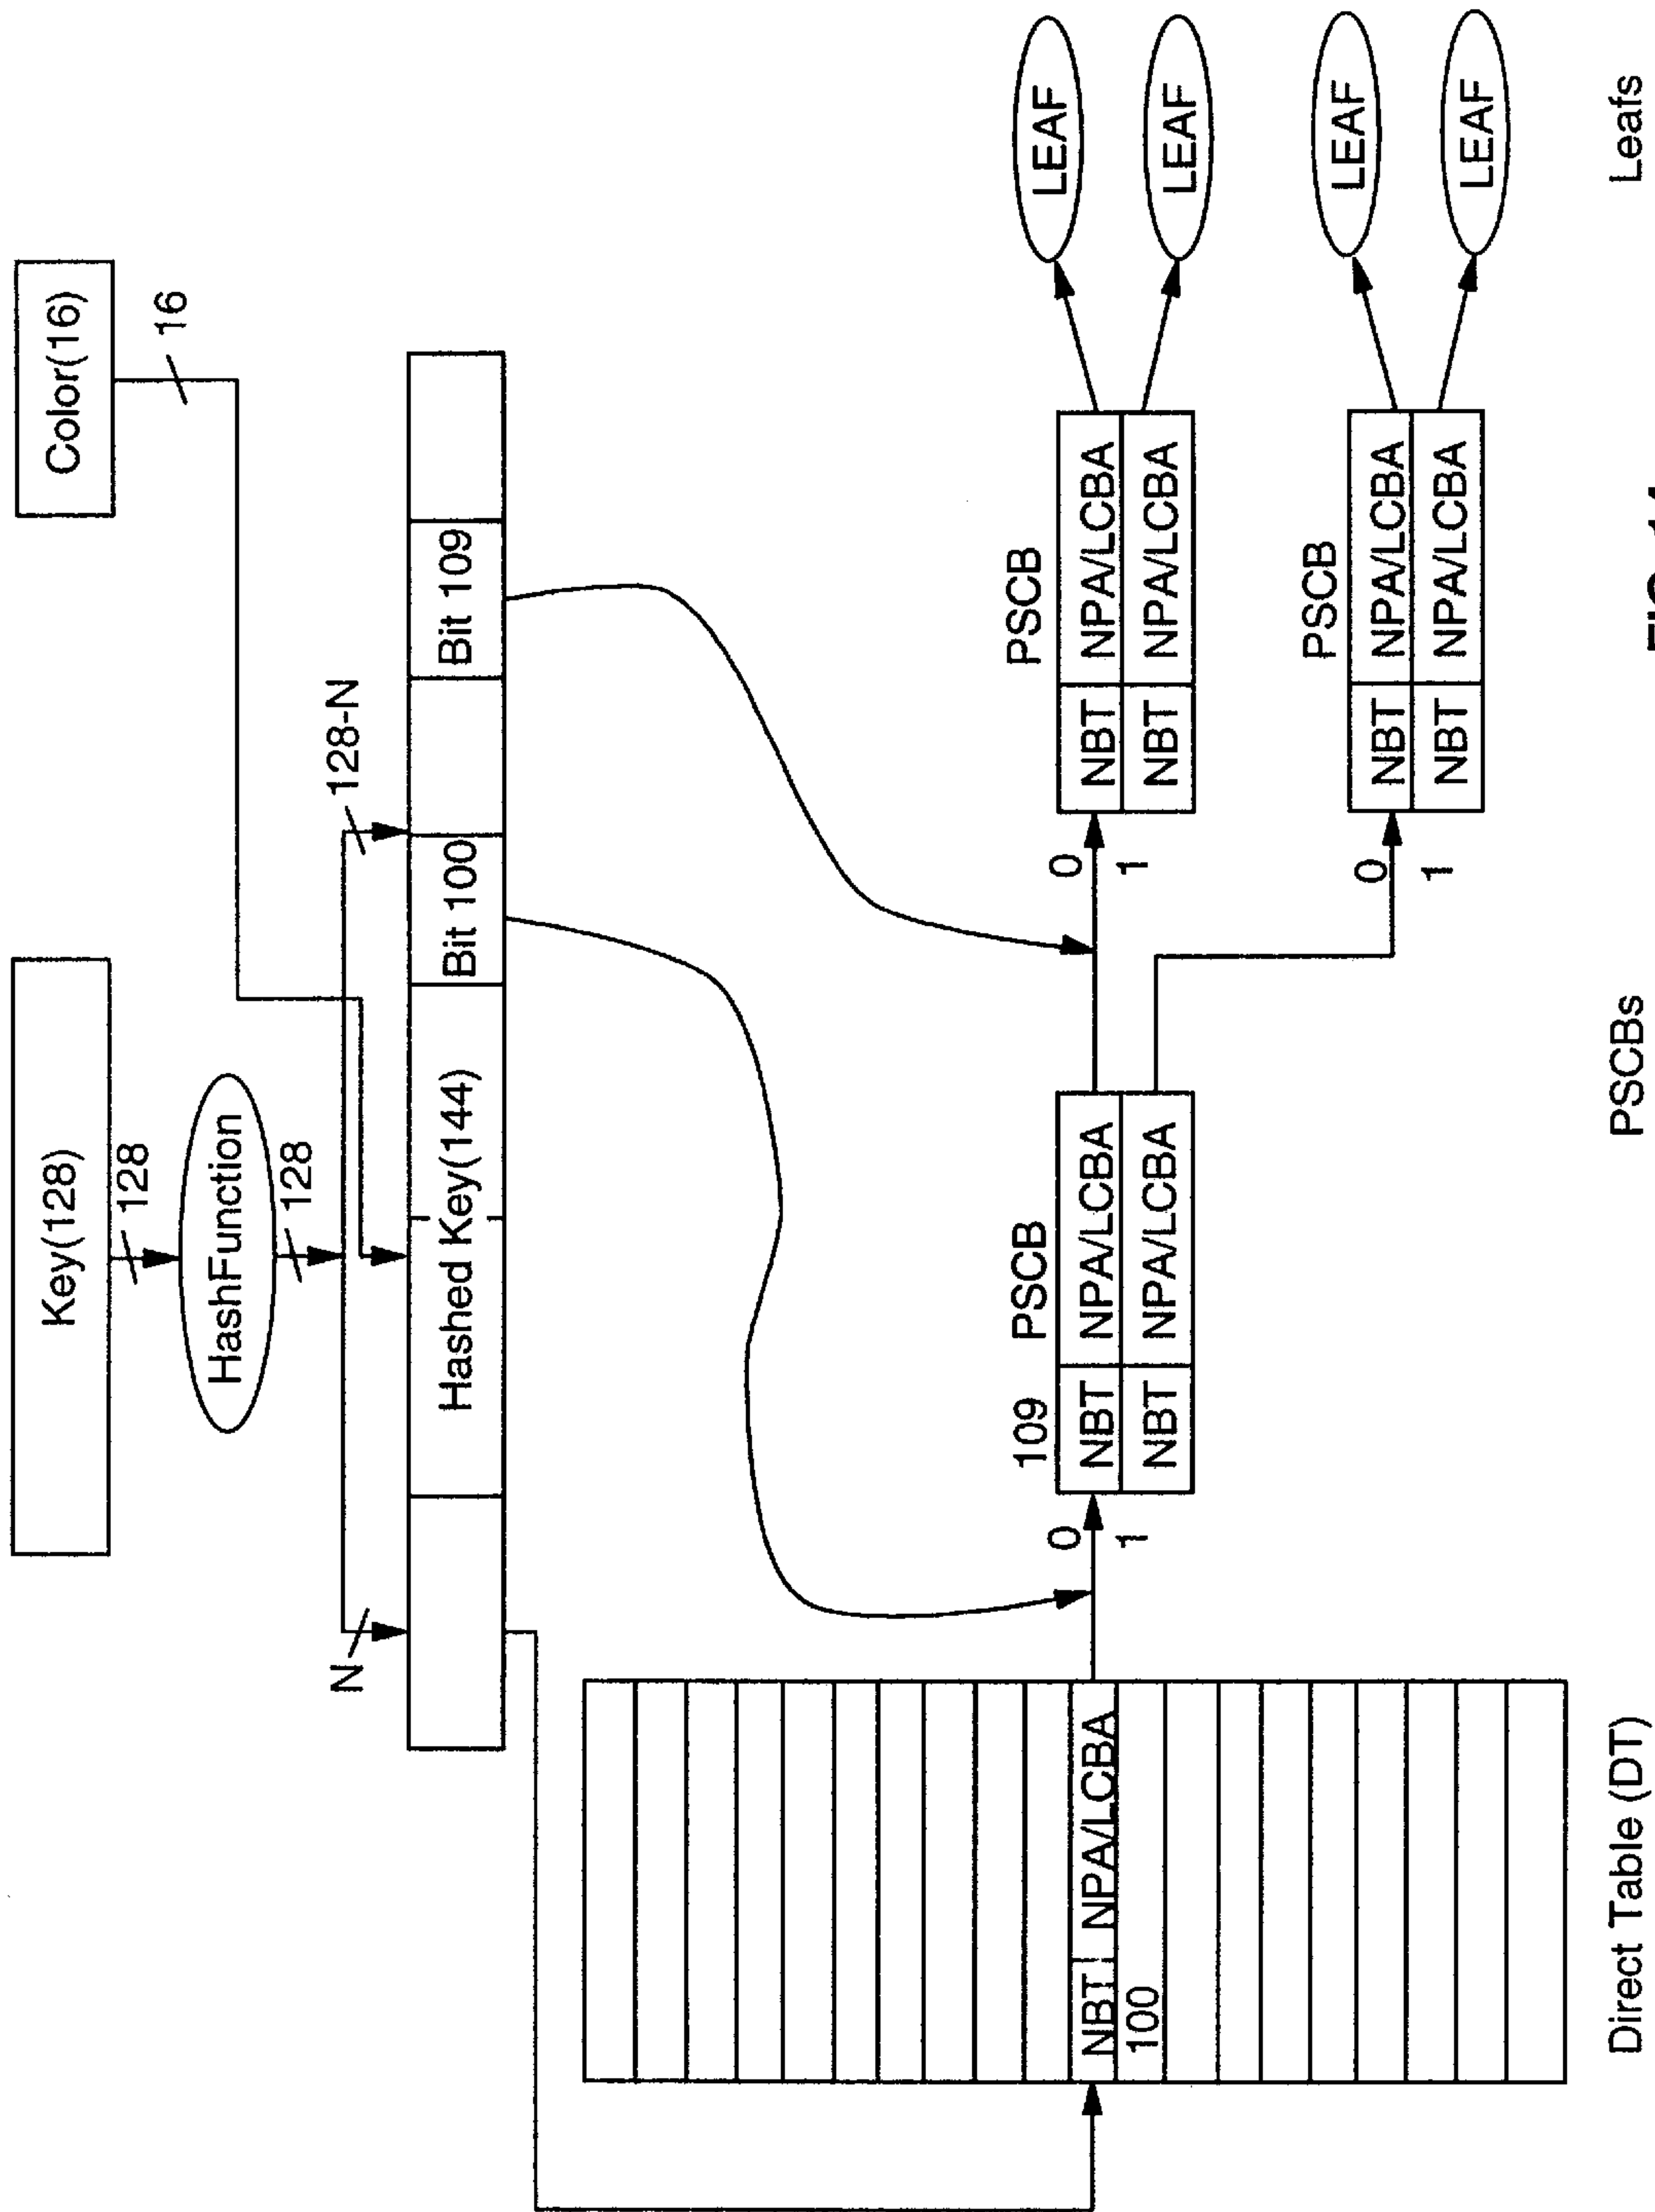 Key(128)
Color(16)
128
16
HashFunction
128
N
128-N
Hashed Key(144)
Bit 100
Bit 109
NBT NPA/LCBA
100
0
1
109 PSCB
NBT NPA/LCBA
NBT NPA/LCBA
0
1
PSCB
NBT NPA/LCBA
NBT NPA/LCBA
LEAF
LEAF
0
1
PSCB
NBT NPA/LCBA
NBT NPA/LCBA
LEAF
LEAF
Direct Table (DT)
PSCBs
Leafs